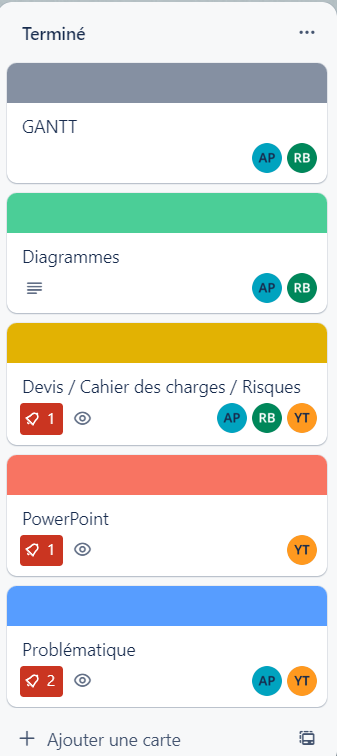 Terminé
GANTT
AP RB
Diagrammes
AP RB
Devis / Cahier des charges / Risques
1 AP RB YT
PowerPoint
1 YT
Problématique
2 AP YT
Ajouter une carte